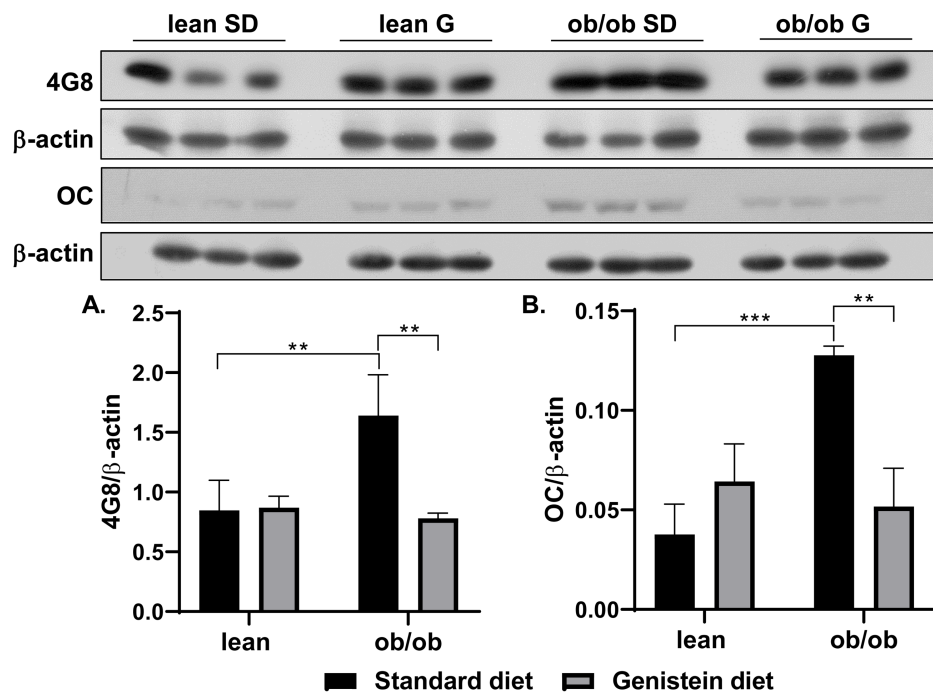 lean SD lean G ob/ob SD ob/ob G
4G8
β-actin
OC
β-actin
A.
4G8/β-actin
2.5
2.0
1.5
1.0
0.5
0.0
**
**
lean ob/ob
B.
OC/β-actin
0.15
0.10
0.05
0.00
***
**
lean ob/ob
Standard diet Genistein diet